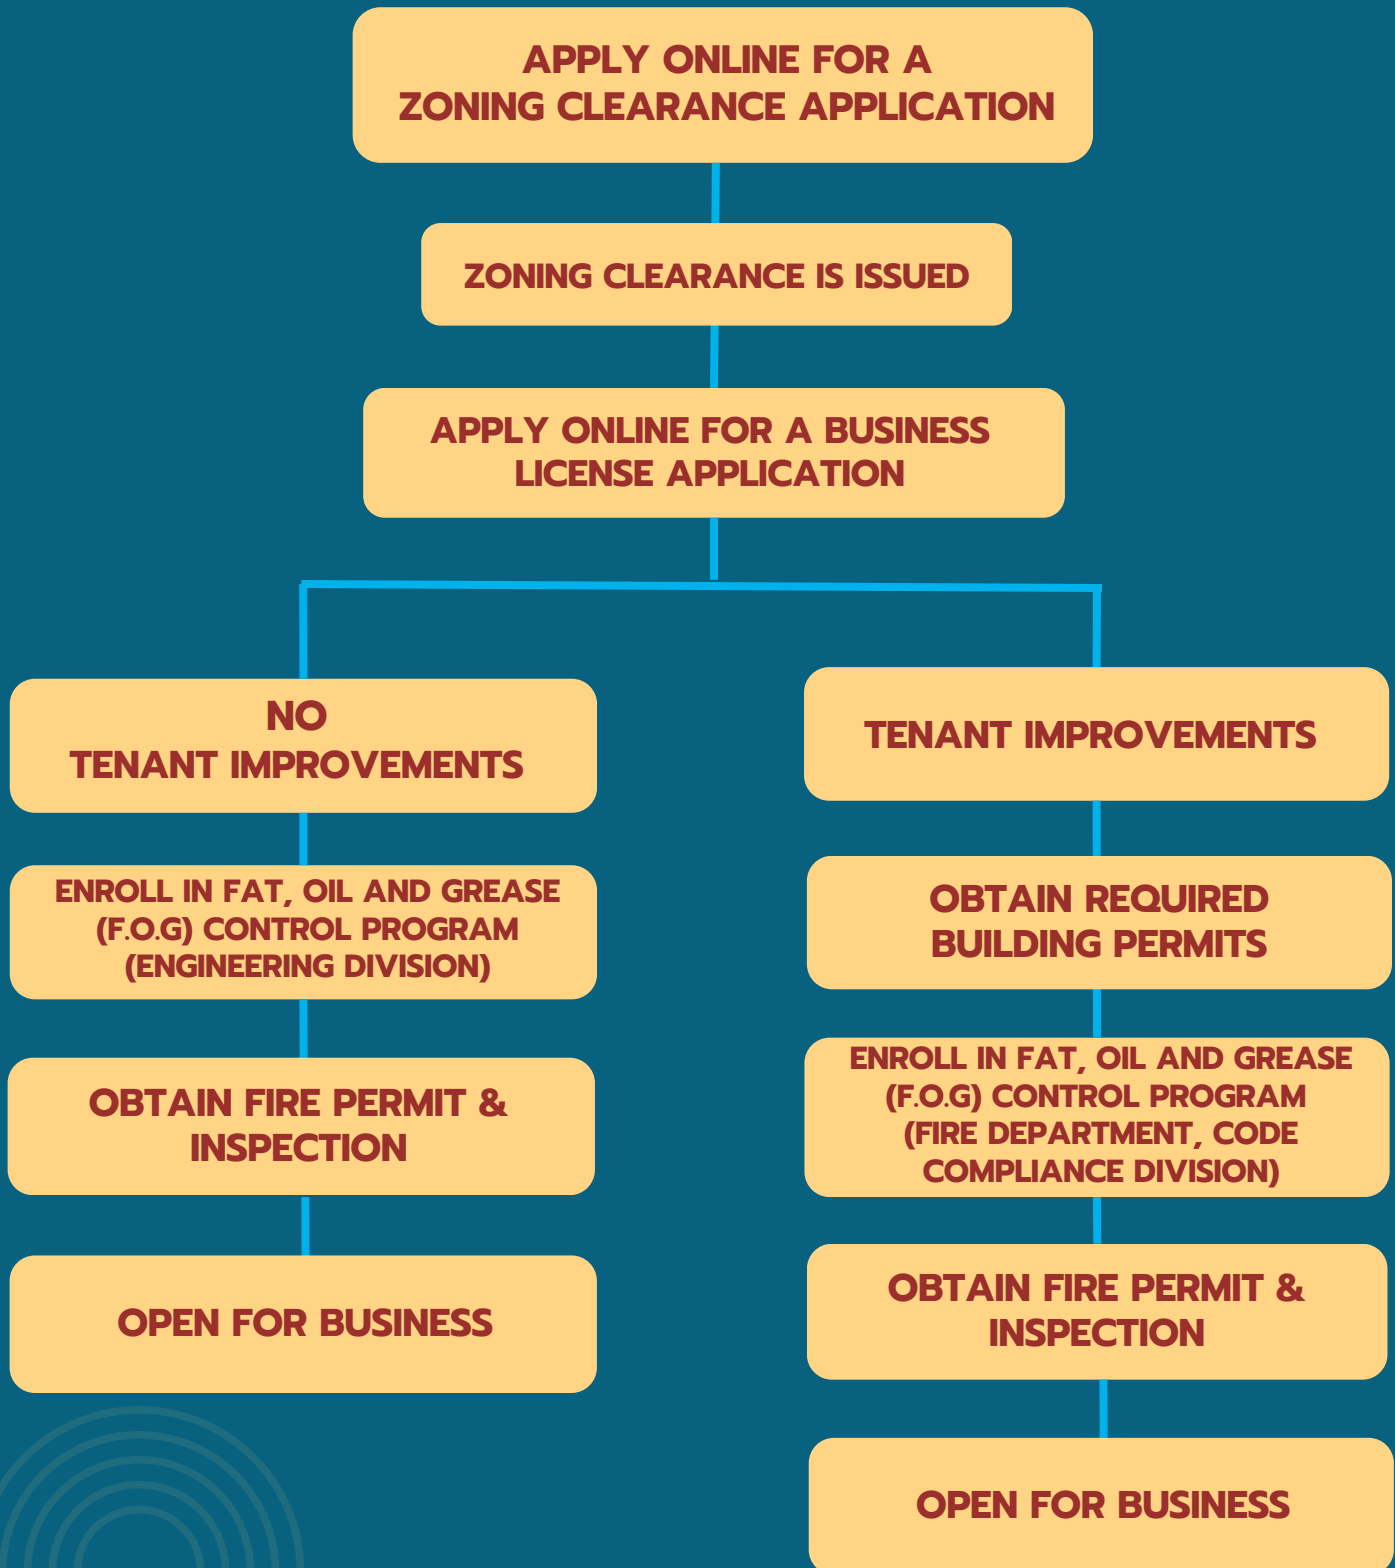 APPLY ONLINE FOR A
ZONING CLEARANCE APPLICATION
ZONING CLEARANCE IS ISSUED
APPLY ONLINE FOR A BUSINESS
LICENSE APPLICATION
NO
TENANT IMPROVEMENTS
ENROLL IN FAT, OIL AND GREASE
(F.O.G) CONTROL PROGRAM
(ENGINEERING DIVISION)
OBTAIN FIRE PERMIT &
INSPECTION
OPEN FOR BUSINESS
TENANT IMPROVEMENTS
OBTAIN REQUIRED
BUILDING PERMITS
ENROLL IN FAT, OIL AND GREASE
(F.O.G) CONTROL PROGRAM
(FIRE DEPARTMENT, CODE
COMPLIANCE DIVISION)
OBTAIN FIRE PERMIT &
INSPECTION
OPEN FOR BUSINESS